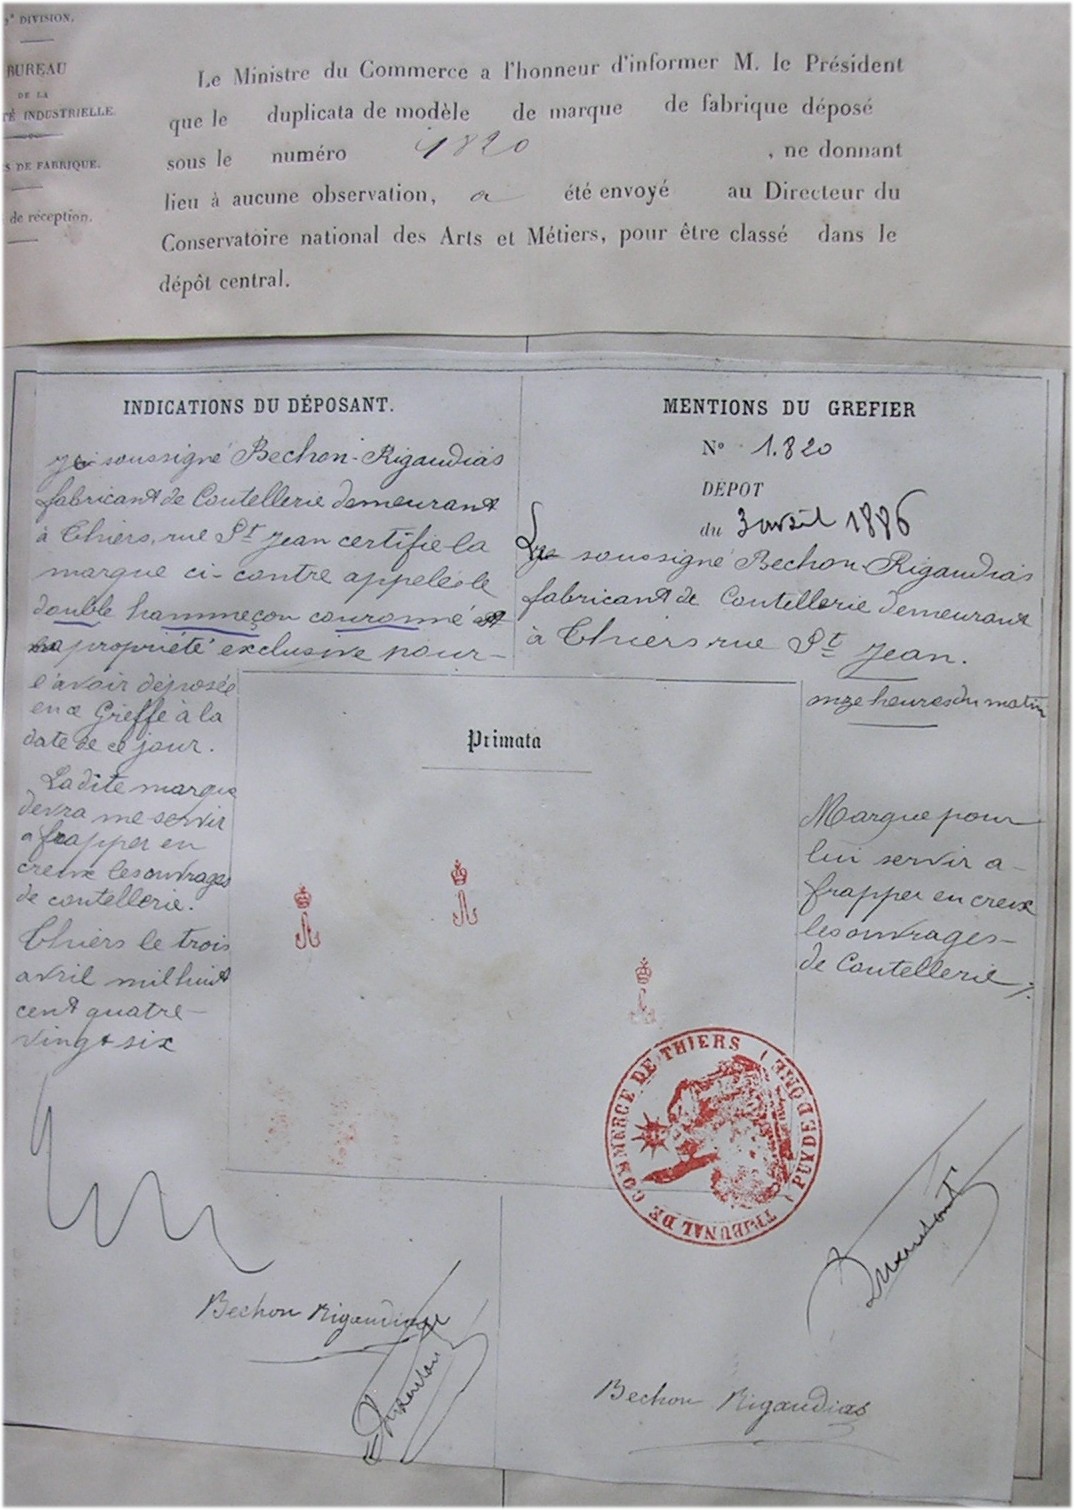 2e DIVISION.
BUREAU
DE LA
TÉ INDUSTRIELLE.
S DE FABRIQUE.
de réception.
Le Ministre du Commerce a l'honneur d'informer M. le Président
que le duplicata de modèle de marque de fabrique déposé
sous le numéro 1820 , ne donnant
lieu à aucune observation, a été envoyé au Directeur du
Conservatoire national des Arts et Métiers, pour être classé dans le
dépôt central.
INDICATIONS DU DÉPOSANT.
Je soussigné Bechon-Rigaudias
fabricant de Coutellerie demeurant
à Thiers, rue St Jean certifie la
marque ci-contre appelée le
double hammeçon couronné est
ma propriété exclusive pour
l'avoir déposée
en ce Greffe à la
date de ce jour.
La dite marque
devra me servir
a frapper en
creux les ouvrages
de coutellerie.
Thiers le trois
avril mil huit
cent quatre-
vingt six
MENTIONS DU GREFIER
No 1.820
DÉPOT
du 3 avril 1886
Le soussigné Bechon-Rigaudias
fabricant de Coutellerie demeurant
à Thiers rue St Jean.
onze heures du matin
Marque pour
lui servir a
frapper en creux
les ouvrages
de Coutellerie.
Primata
TRIBUNAL DE COMMERCE DE THIERS (PUY DE DOME)
Bechon Rigaudias
Bechon Rigaudias